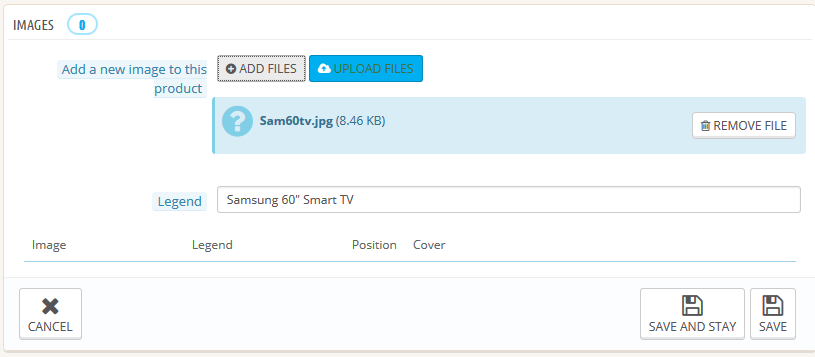 IMAGES 0
Add a new image to this product
ADD FILES UPLOAD FILES
? Sam60tv.jpg (8.46 KB) REMOVE FILE
Legend Samsung 60" Smart TV
Image Legend Position Cover
CANCEL SAVE AND STAY SAVE